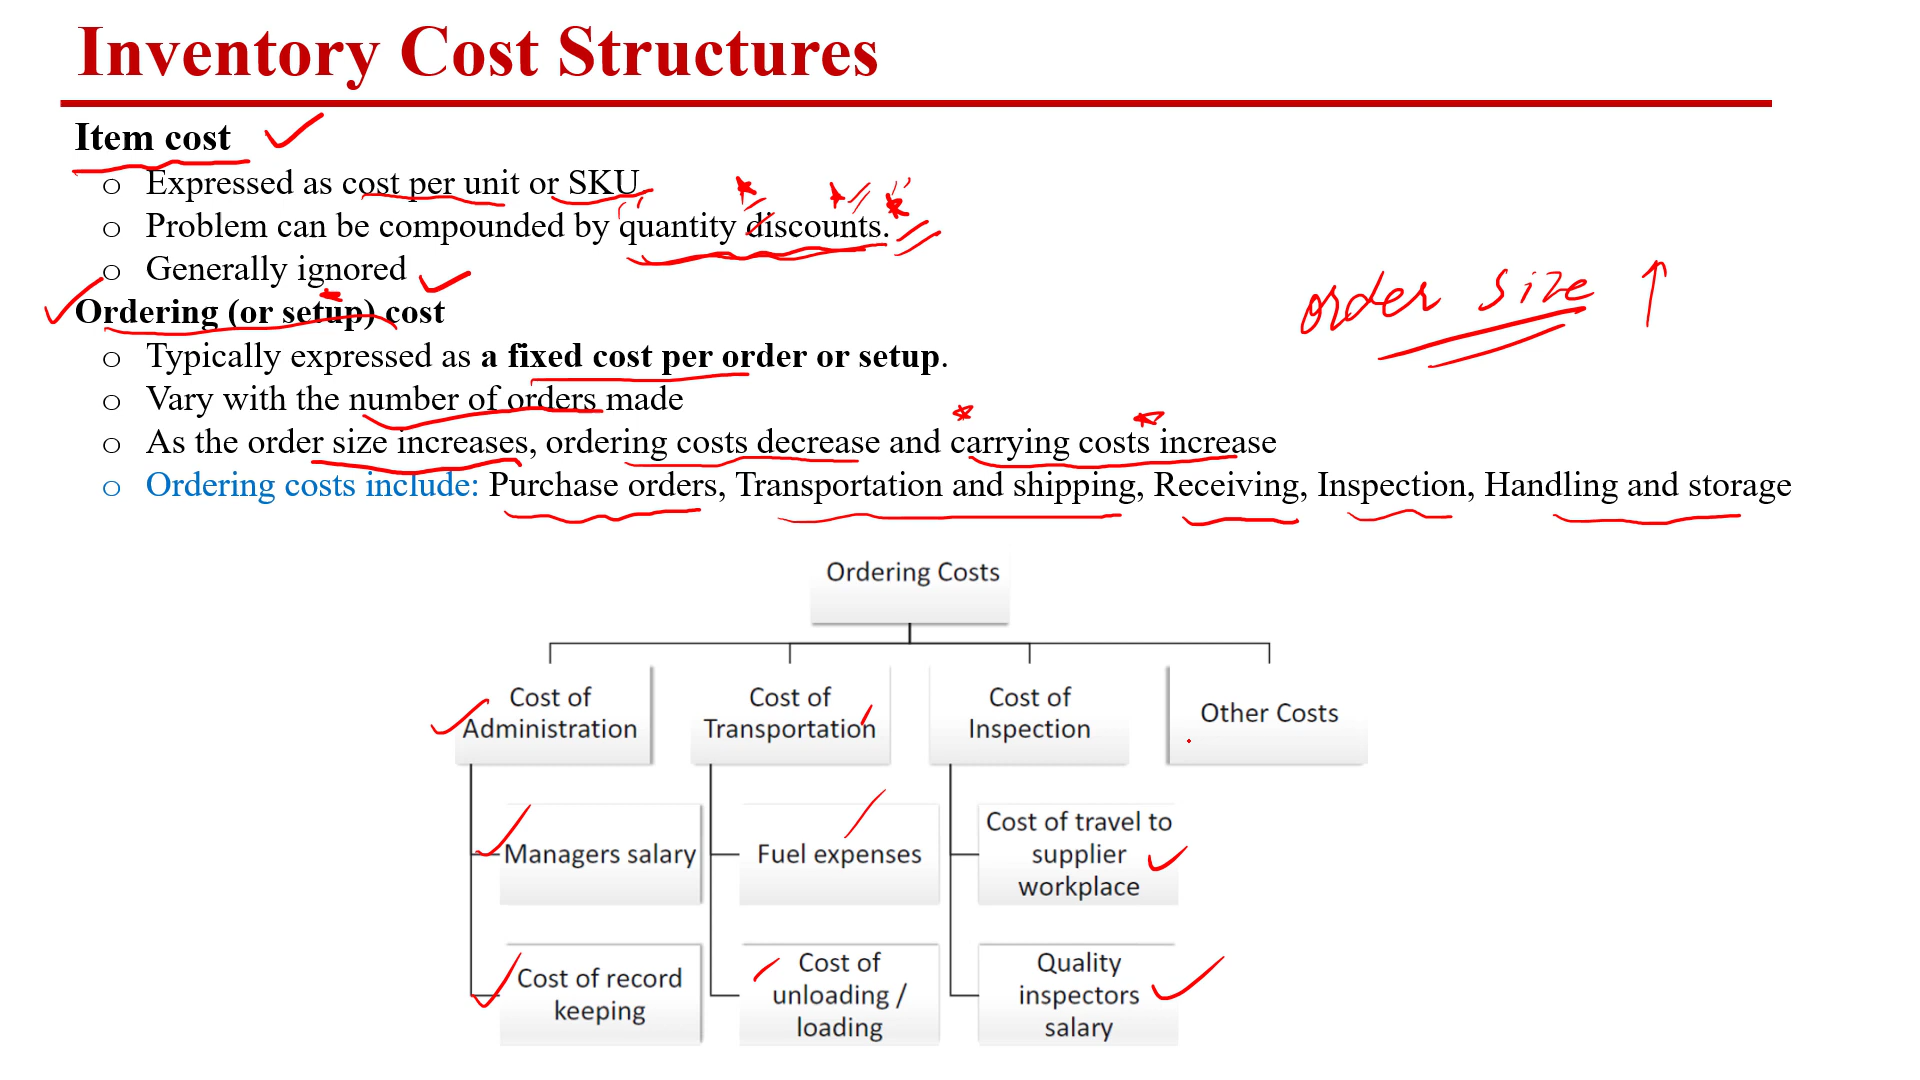 Inventory Cost Structures
Item cost
o Expressed as cost per unit or SKU
o Problem can be compounded by quantity discounts.
o Generally ignored
order size ↑
Ordering (or setup) cost
o Typically expressed as a fixed cost per order or setup.
o Vary with the number of orders made
o As the order size increases, ordering costs decrease and carrying costs increase
o Ordering costs include: Purchase orders, Transportation and shipping, Receiving, Inspection, Handling and storage
Ordering Costs
Cost of
Administration
Cost of
Transportation
Cost of
Inspection
Other Costs
Managers salary
Fuel expenses
Cost of travel to
supplier
workplace
Cost of record
keeping
Cost of
unloading /
loading
Quality
inspectors
salary